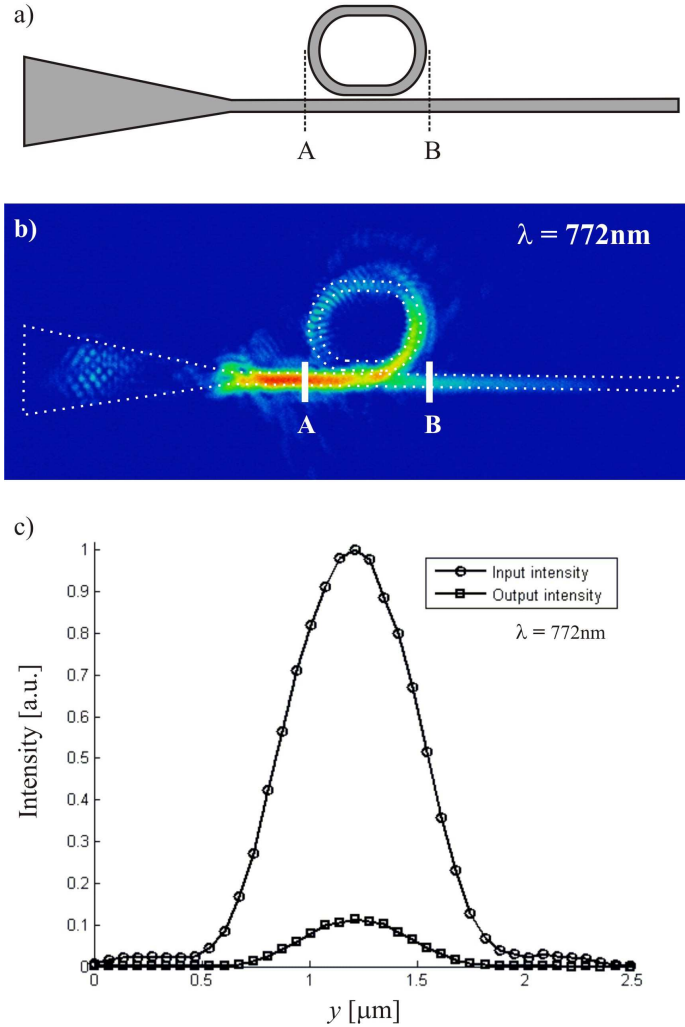 a)
A B
b) λ = 772nm
A B
c)
1
0.9
0.8
0.7
0.6
0.5
0.4
0.3
0.2
0.1
0
Intensity [a.u.]
Input intensity
Output intensity
λ = 772nm
0 0.5 1 1.5 2 2.5
y [μm]